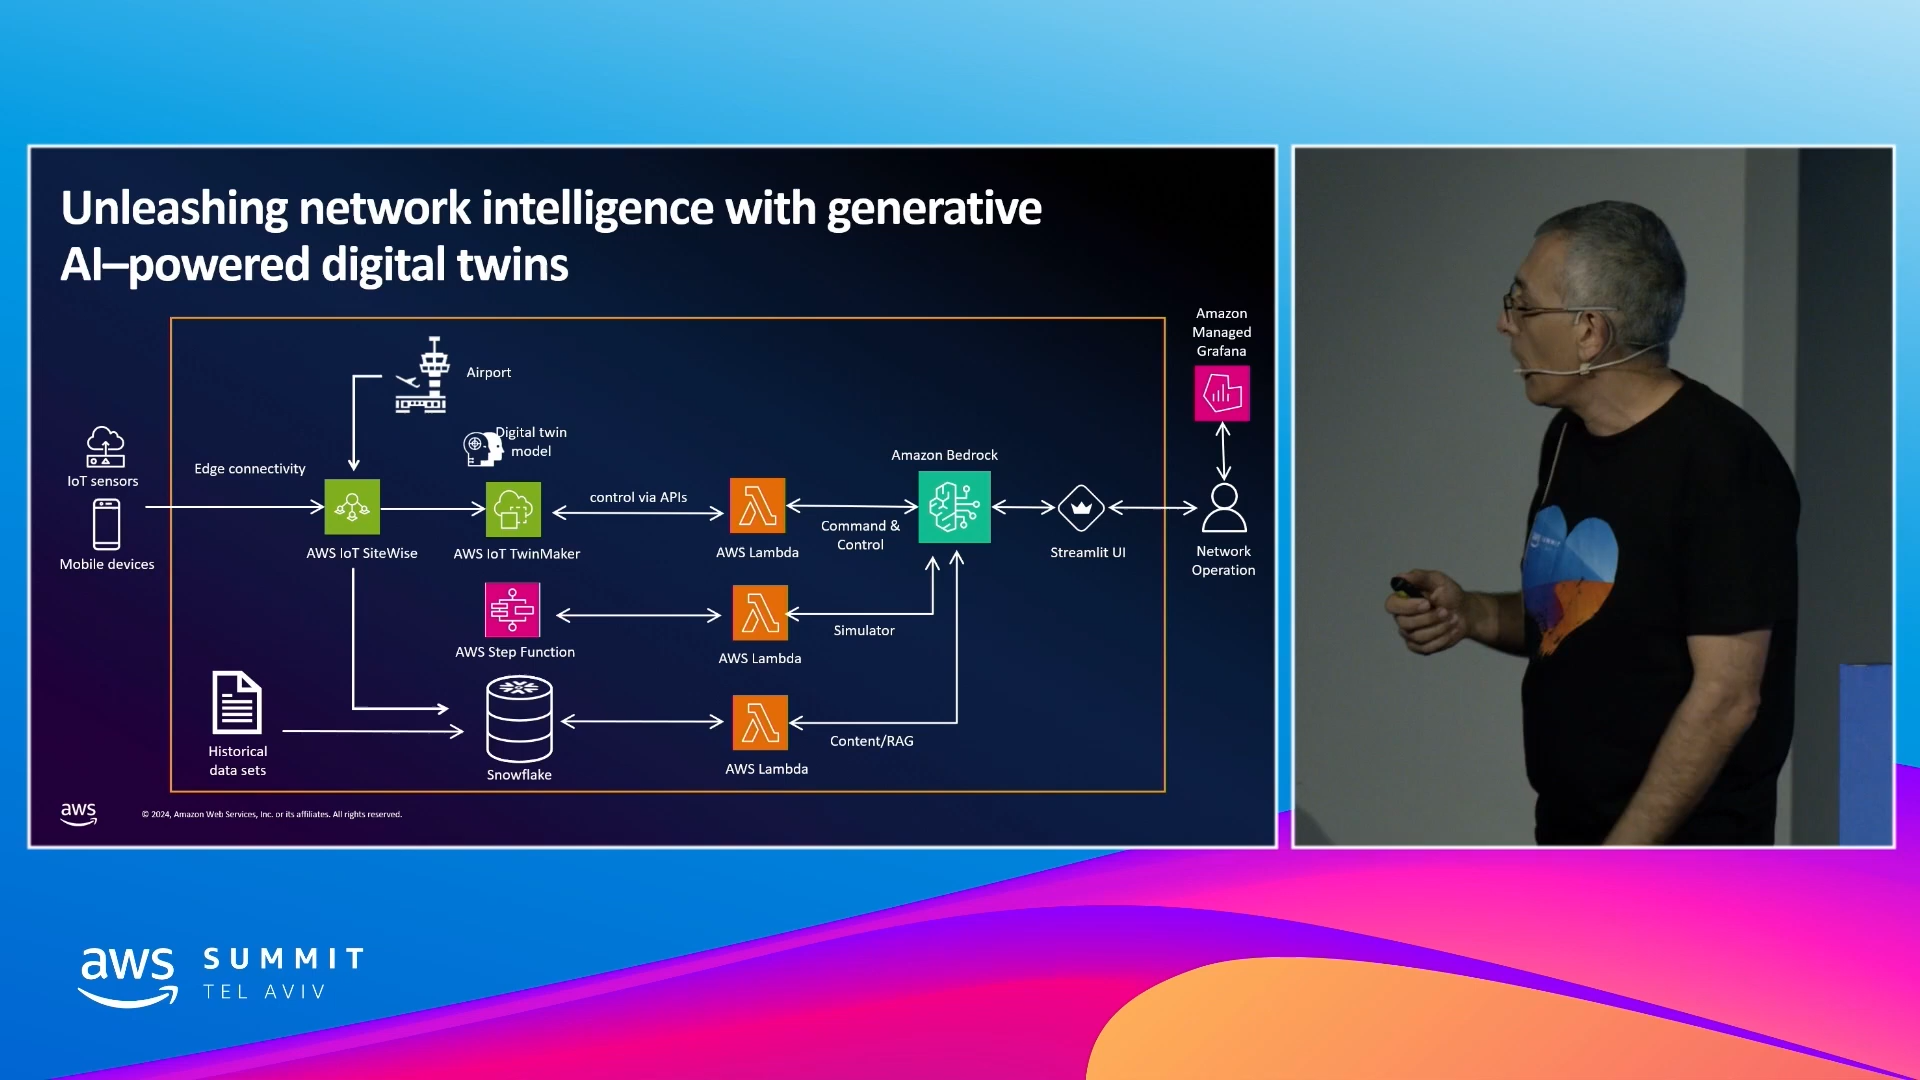 Unleashing network intelligence with generative
AI–powered digital twins
Amazon
Managed
Grafana
Airport
Digital twin
model
IoT sensors
Edge connectivity
Mobile devices
AWS IoT SiteWise
AWS IoT TwinMaker
control via APIs
AWS Lambda
Command &
Control
Amazon Bedrock
Streamlit UI
Network
Operation
AWS Step Function
AWS Lambda
Simulator
Historical
data sets
Snowflake
AWS Lambda
Content/RAG
aws
© 2024, Amazon Web Services, Inc. or its affiliates. All rights reserved.
aws SUMMIT
TEL AVIV